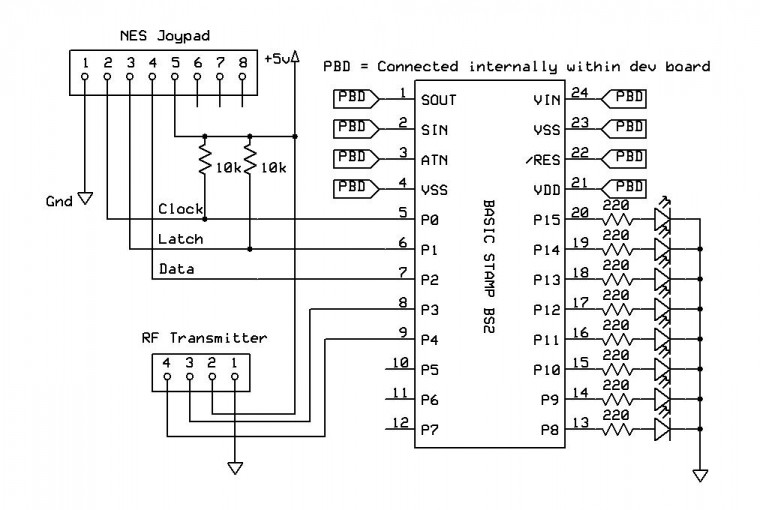 NES Joypad
1 2 3 4 5 6 7 8
+5v
PBD = Connected internally within dev board
PBD 1 SOUT VIN 24 PBD
PBD 2 SIN VSS 23 PBD
PBD 3 ATN /RES 22 PBD
PBD 4 VSS VDD 21 PBD
10k 10k
Gnd
BASIC STAMP BS2
Clock 5 P0 P15 20 220
Latch 6 P1 P14 19 220
Data 7 P2 P13 18 220
8 P3 P12 17 220
9 P4 P11 16 220
10 P5 P10 15 220
11 P6 P9 14 220
12 P7 P8 13 220
RF Transmitter
4 3 2 1